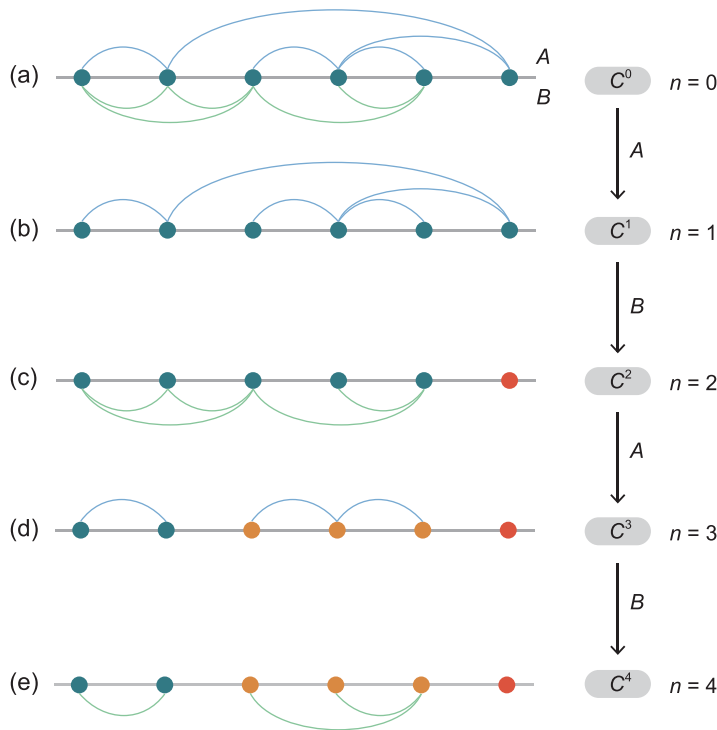 (a) A B C⁰ n = 0
A
(b) C¹ n = 1
B
(c) C² n = 2
A
(d) C³ n = 3
B
(e) C⁴ n = 4